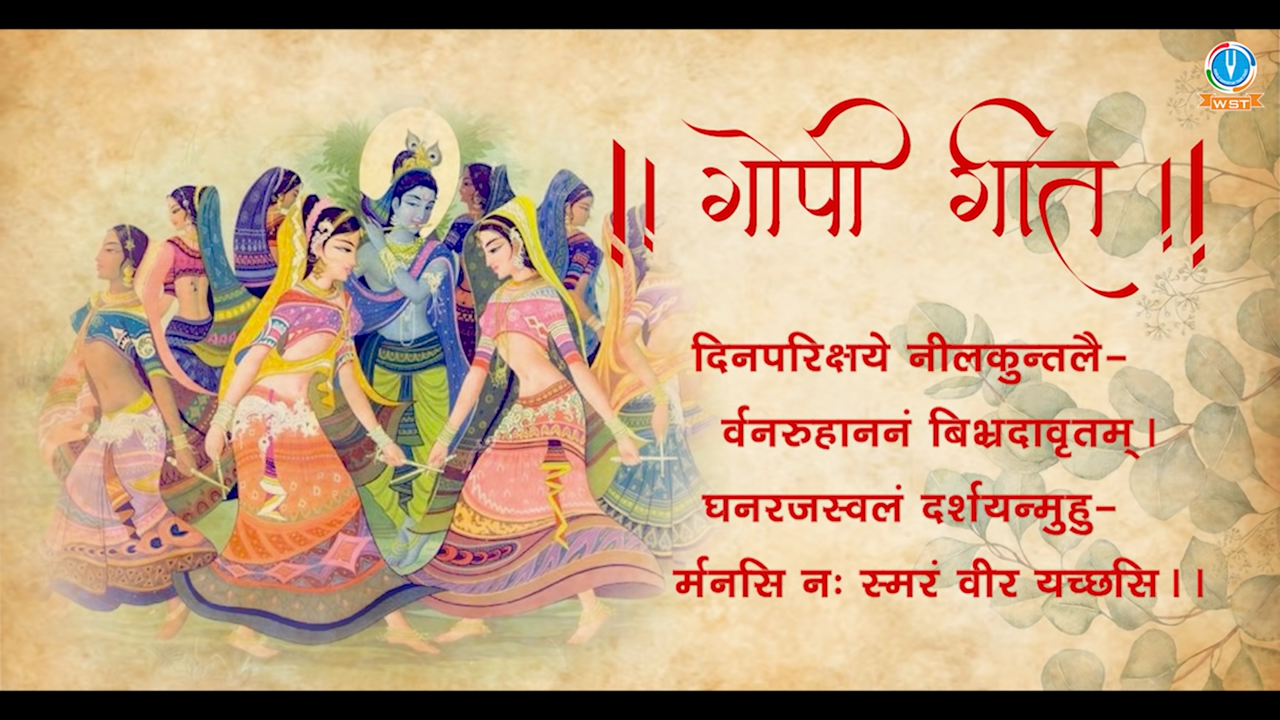 WST
॥ गोपी गीत ॥
दिनपरिक्षये नीलकुन्तलै-
र्वनरुहाननं बिभ्रदावृतम्।
घनरजस्वलं दर्शयन्मुहु-
र्मनसि नः स्मरं वीर यच्छसि।।